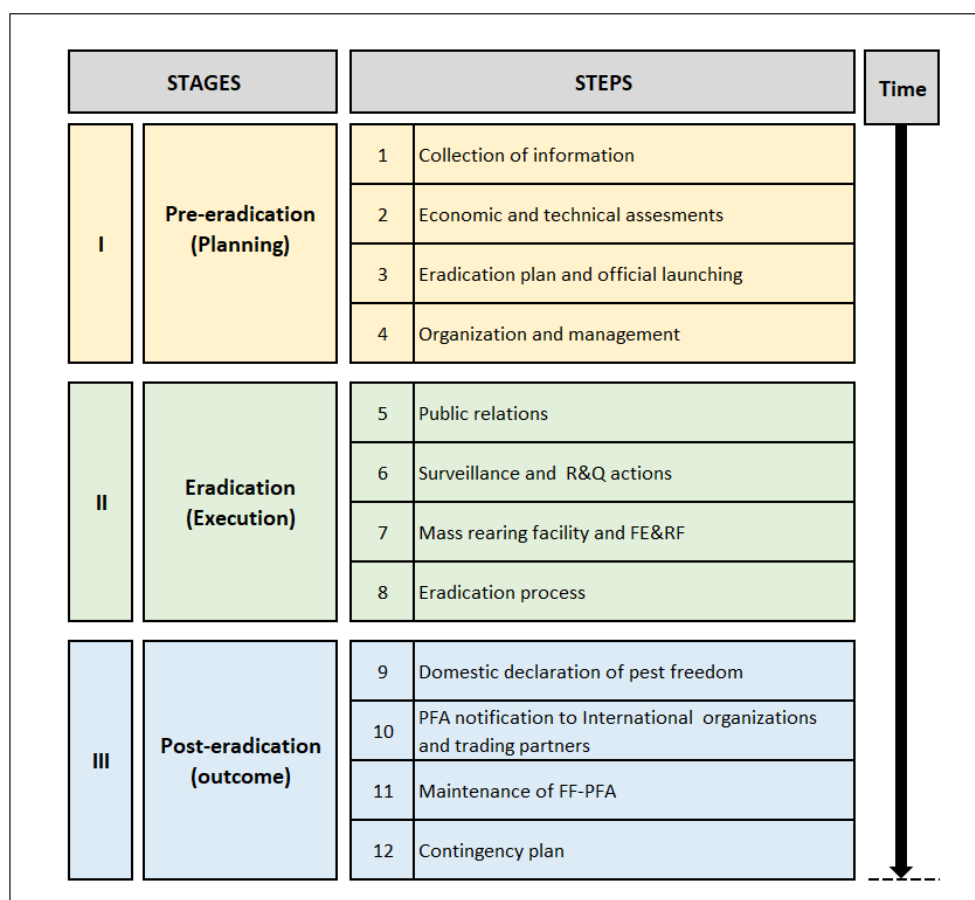 STAGES
STEPS
Time
I
Pre-eradication
(Planning)
1 Collection of information
2 Economic and technical assesments
3 Eradication plan and official launching
4 Organization and management
II
Eradication
(Execution)
5 Public relations
6 Surveillance and R&Q actions
7 Mass rearing facility and FE&RF
8 Eradication process
III
Post-eradication
(outcome)
9 Domestic declaration of pest freedom
10 PFA notification to International organizations
and trading partners
11 Maintenance of FF-PFA
12 Contingency plan